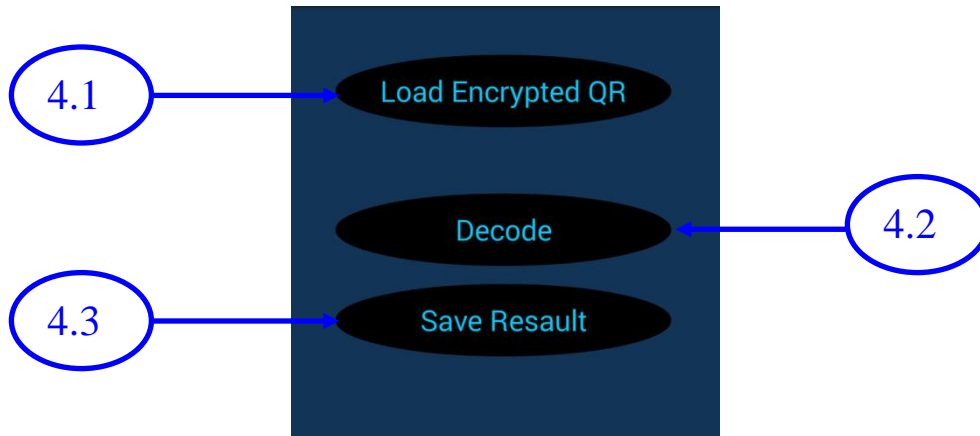 4.1
Load Encrypted QR
Decode
4.2
4.3
Save Resault